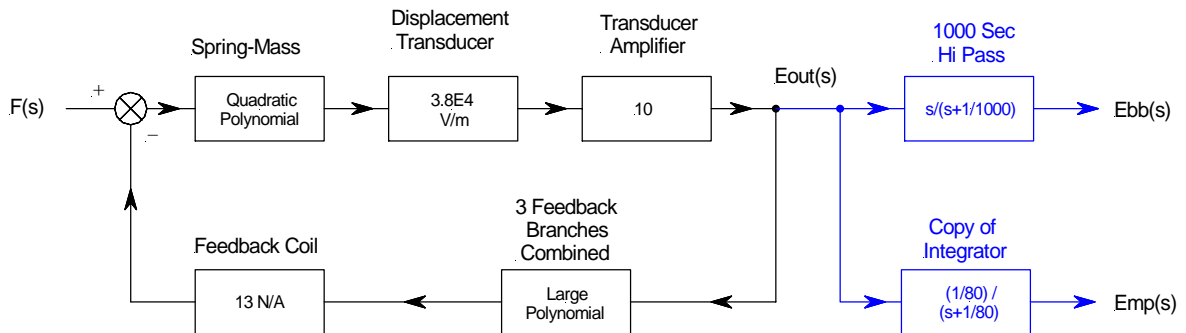 Displacement
Transducer
Transducer
Amplifier
1000 Sec
Hi Pass
Spring-Mass
Eout(s)
F(s)
+
−
Quadratic
Polynomial
3.8E4
V/m
10
s/(s+1/1000)
Ebb(s)
3 Feedback
Branches
Combined
Copy of
Integrator
Feedback Coil
13 N/A
Large
Polynomial
(1/80) /
(s+1/80)
Emp(s)